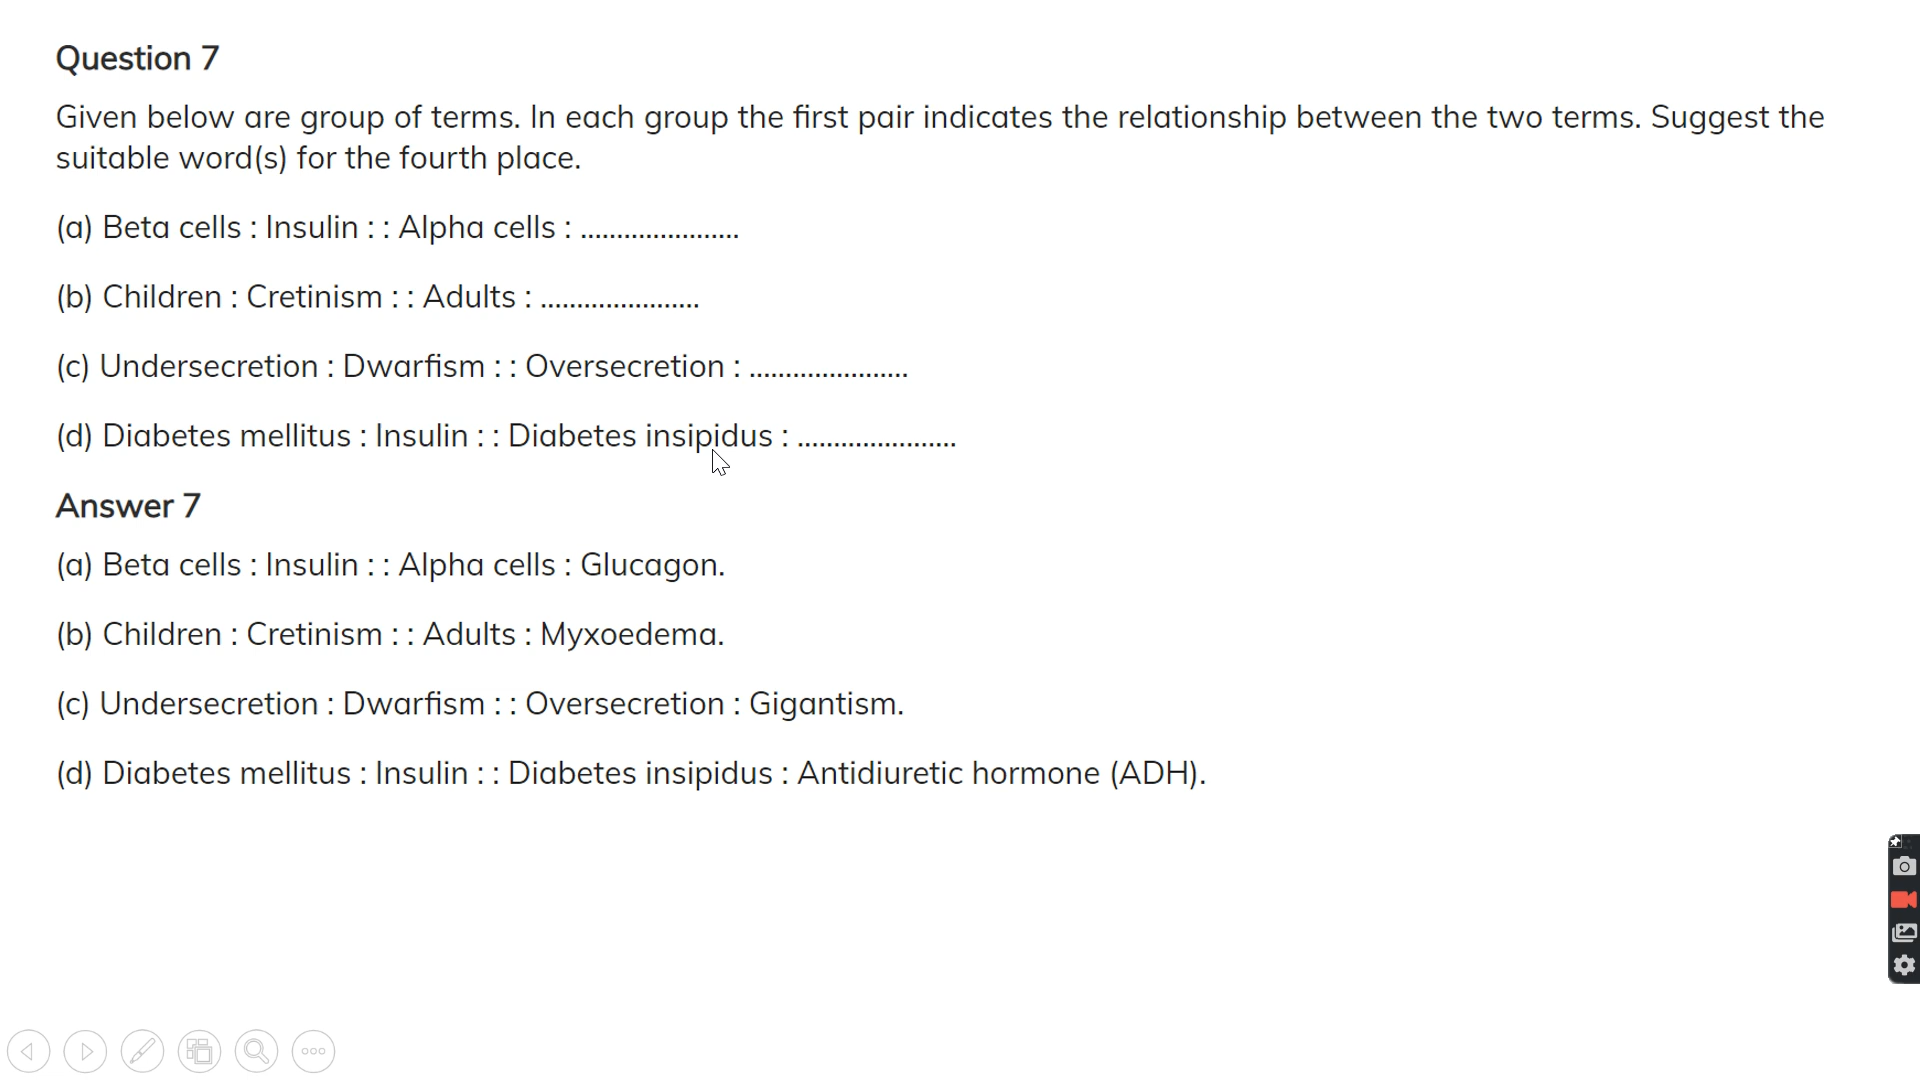 Question 7
Given below are group of terms. In each group the first pair indicates the relationship between the two terms. Suggest the
suitable word(s) for the fourth place.
(a) Beta cells : Insulin : : Alpha cells : ......................
(b) Children : Cretinism : : Adults : ......................
(c) Undersecretion : Dwarfism : : Oversecretion : ......................
(d) Diabetes mellitus : Insulin : : Diabetes insipidus : ......................
Answer 7
(a) Beta cells : Insulin : : Alpha cells : Glucagon.
(b) Children : Cretinism : : Adults : Myxoedema.
(c) Undersecretion : Dwarfism : : Oversecretion : Gigantism.
(d) Diabetes mellitus : Insulin : : Diabetes insipidus : Antidiuretic hormone (ADH).